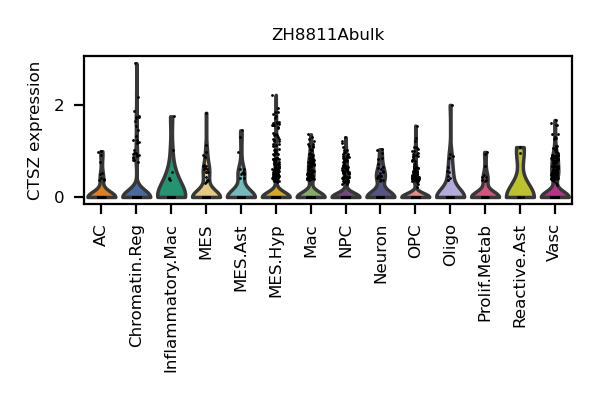 ZH8811Abulk
CTSZ expression
2
0
AC
Chromatin.Reg
Inflammatory.Mac
MES
MES.Ast
MES.Hyp
Mac
NPC
Neuron
OPC
Oligo
Prolif.Metab
Reactive.Ast
Vasc